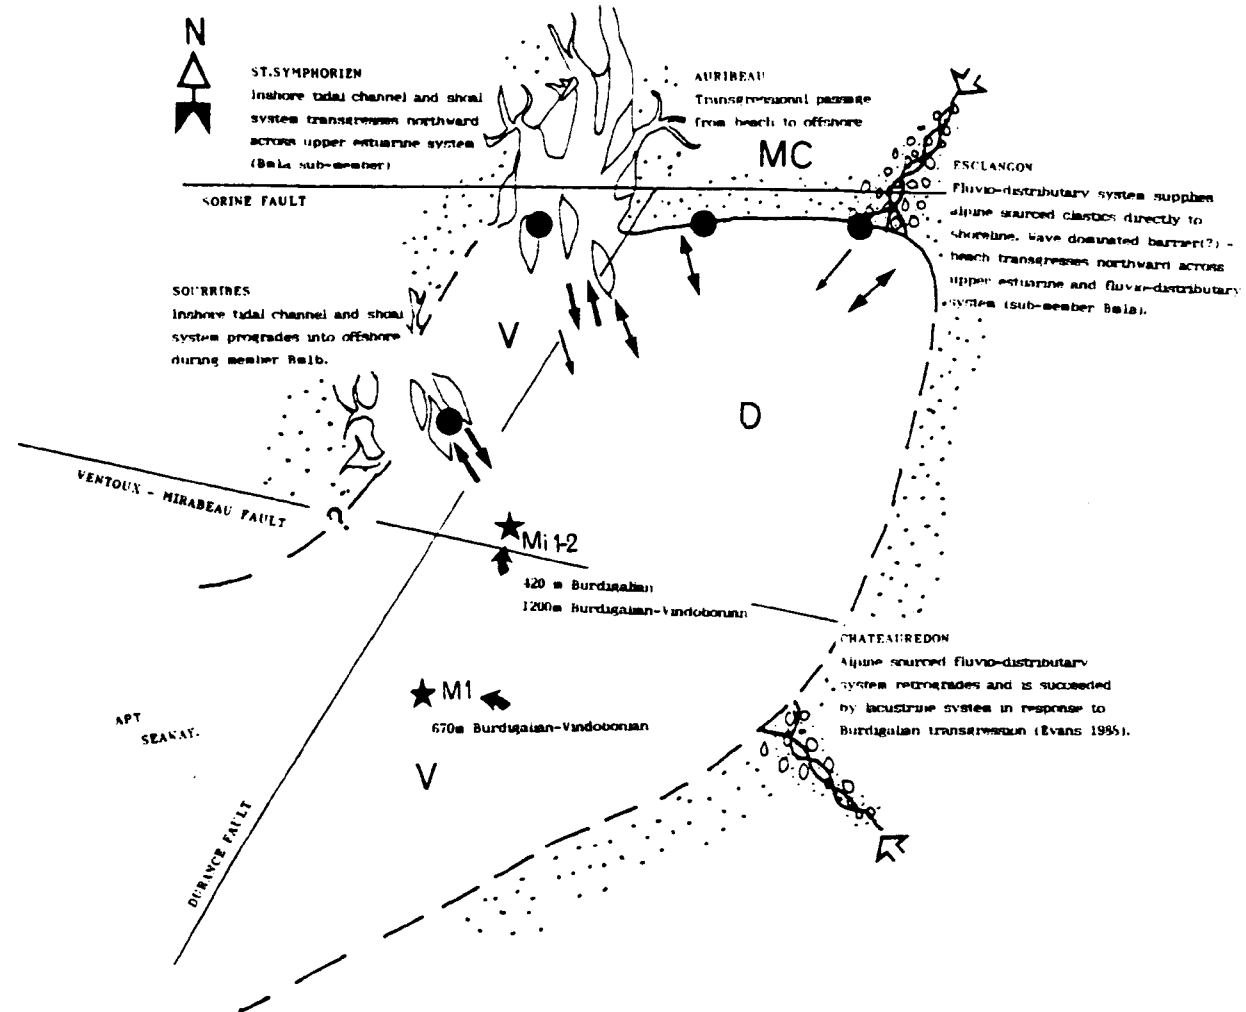 N
ST.SYMPHORIEN
Inshore tidal channel and shoal
system transgresses northward
across upper estuarine system
(Bm1a sub-member)
AURIBEAU
Transgressional passage
from beach to offshore
MC
SORINE FAULT
ESCLANGON
Fluvio-distributary system supplies
alpine sourced clastics directly to
shoreline. Wave dominated barrier(?) -
beach transgresses northward across
upper estuarine and fluvio-distributary
system (sub-member Bm1a).
SOURRIBES
Inshore tidal channel and shoal
system progrades into offshore
during member Bm1b.
V
D
VENTOUX - MIRABEAU FAULT
?
Mi 1-2
420 m Burdigalian
1200m Burdigalian-Vindobonian
CHATEAUREDON
Alpine sourced fluvio-distributary
system retrogrades and is succeeded
by lacustrine system in response to
Burdigalian transgression (Evans 1988).
M1
670m Burdigalian-Vindobonian
APT
SEAWAY.
V
DURANCE FAULT